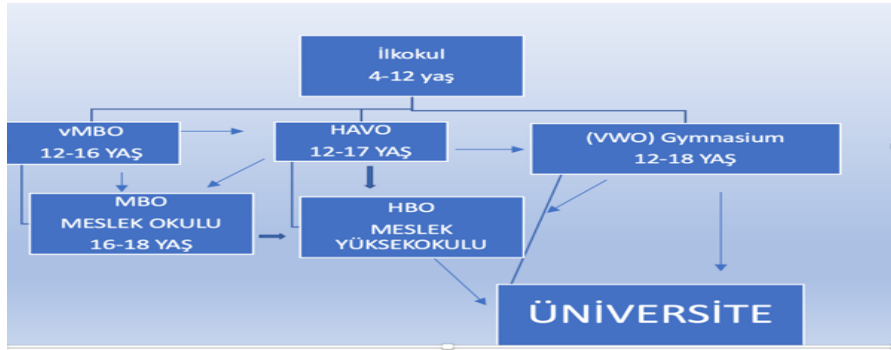 İlkokul
4-12 yaş
vMBO
12-16 YAŞ
HAVO
12-17 YAŞ
(VWO) Gymnasium
12-18 YAŞ
MBO
MESLEK OKULU
16-18 YAŞ
HBO
MESLEK
YÜKSEKOKULU
ÜNİVERSİTE